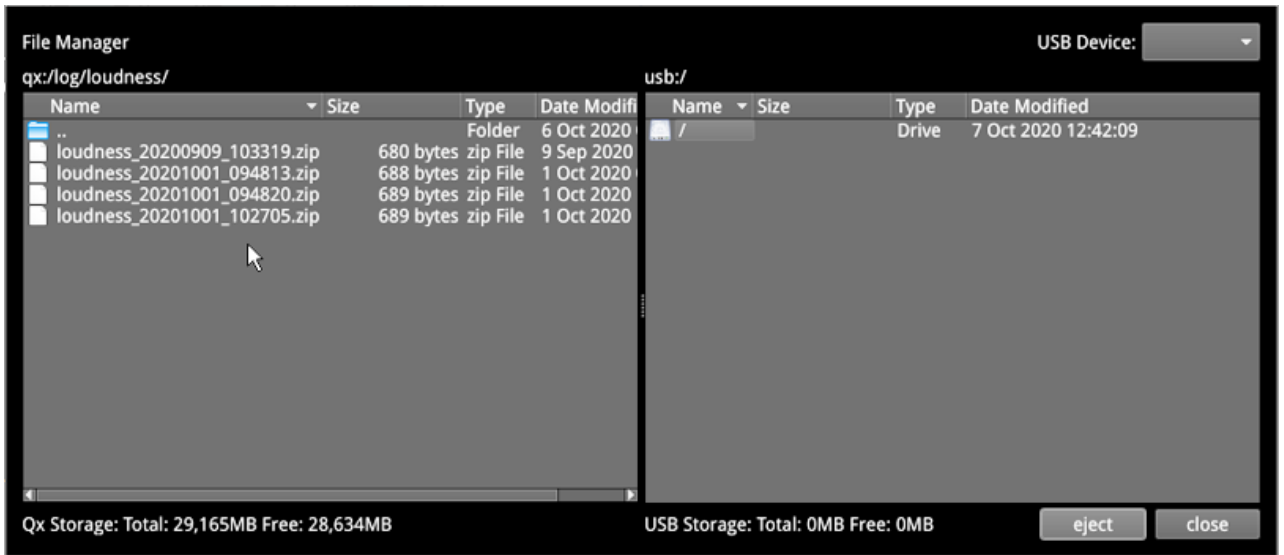 File Manager
USB Device:
qx:/log/loudness/
usb:/
Name Size Type Date Modifi
.. Folder 6 Oct 2020
loudness_20200909_103319.zip 680 bytes zip File 9 Sep 2020
loudness_20201001_094813.zip 688 bytes zip File 1 Oct 2020
loudness_20201001_094820.zip 689 bytes zip File 1 Oct 2020
loudness_20201001_102705.zip 689 bytes zip File 1 Oct 2020
Name Size Type Date Modified
/ Drive 7 Oct 2020 12:42:09
Qx Storage: Total: 29,165MB Free: 28,634MB
USB Storage: Total: 0MB Free: 0MB
eject
close